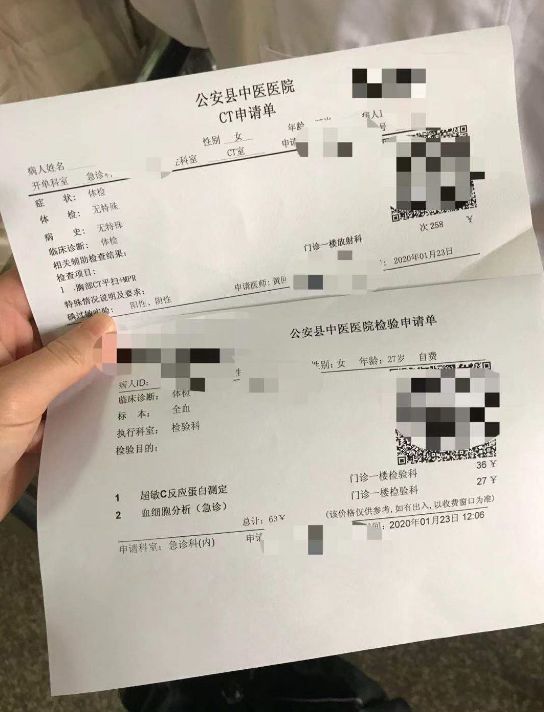 公安县中医医院
CT申请单
病人姓名 性别 女 年龄 病人I 号
开单科室 急诊 科室 CT室 申请
症 状: 体检
体 检: 无特殊
病 史: 无特殊
临床诊断: 体检
相关辅助检查结果:
检查项目: 次 258 ¥
1 .胸部CT平扫+MPR 门诊一楼放射科
特殊情况说明及要求:
碘过敏实验: 阳性、阴性 申请医师: 黄 : 2020年01月23日
公安县中医医院检验申请单
性别: 女 年龄: 27岁 自费
病人ID:
临床诊断: 体检
标 本: 全血
执行科室: 检验科
检验目的:
1 超敏C反应蛋白测定 门诊一楼检验科 36 ¥
2 血细胞分析(急诊) 门诊一楼检验科 27 ¥
总计: 63¥ (该价格仅供参考, 如有出入, 以收费窗口为准)
申请科室: 急诊科(内) 申请 时间: 2020年01月23日 12:06